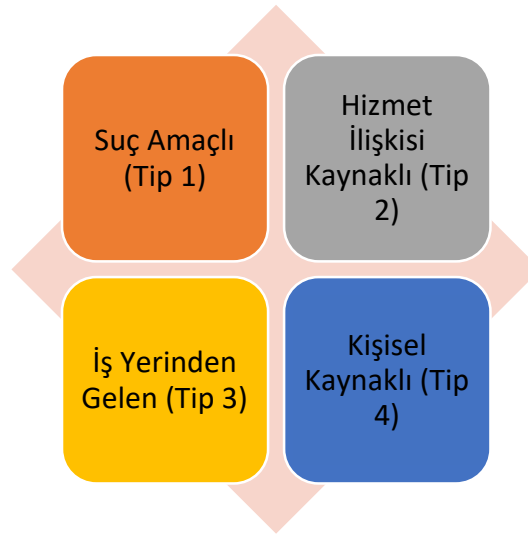 Suç Amaçlı
(Tip 1)
Hizmet
İlişkisi
Kaynaklı (Tip
2)
İş Yerinden
Gelen (Tip 3)
Kişisel
Kaynaklı (Tip
4)